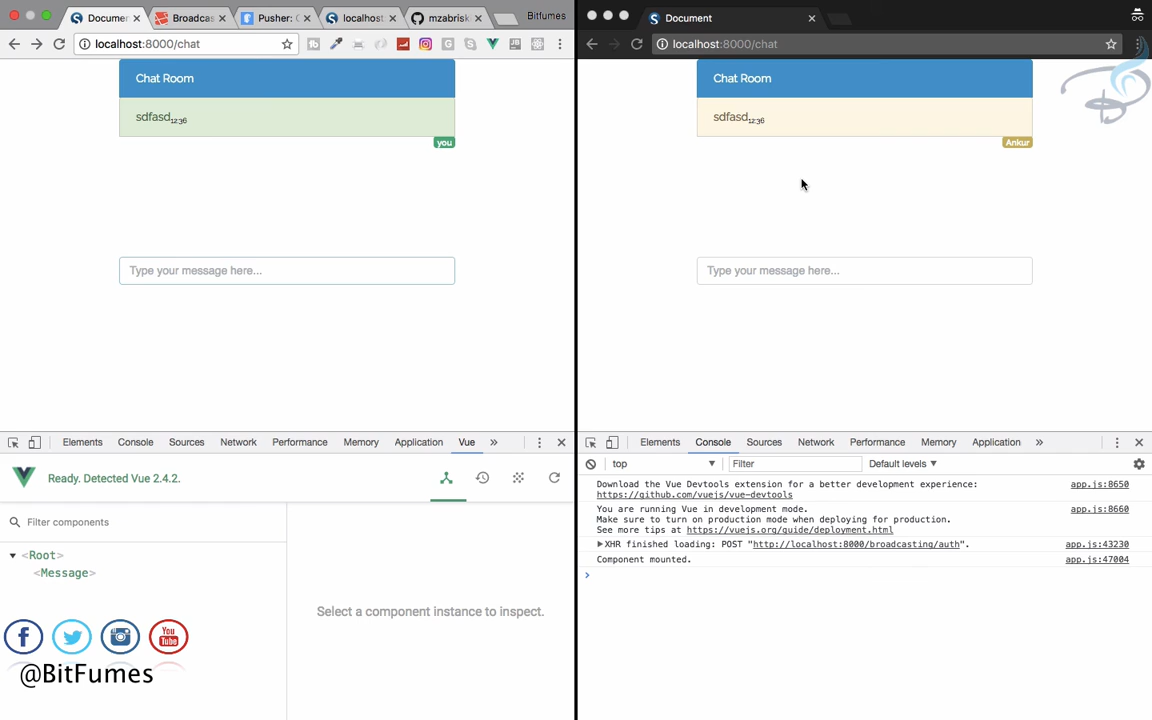 Documen
Broadcas
Pusher: C
localhost
mzabrisk
Bitfumes
localhost:8000/chat
Chat Room
sdfasd12:36
you
Type your message here...
Elements
Console
Sources
Network
Performance
Memory
Application
Vue
»
Ready. Detected Vue 2.4.2.
Filter components
<Root>
<Message>
Select a component instance to inspect.
f
You
Tube
@BitFumes
Document
localhost:8000/chat
Chat Room
sdfasd12:36
Ankur
Type your message here...
Elements
Console
Sources
Network
Performance
Memory
Application
»
top
Filter
Default levels
Download the Vue Devtools extension for a better development experience: app.js:8650
https://github.com/vuejs/vue-devtools
You are running Vue in development mode. app.js:8660
Make sure to turn on production mode when deploying for production.
See more tips at https://vuejs.org/guide/deployment.html
XHR finished loading: POST "http://localhost:8000/broadcasting/auth". app.js:43230
Component mounted. app.js:47004